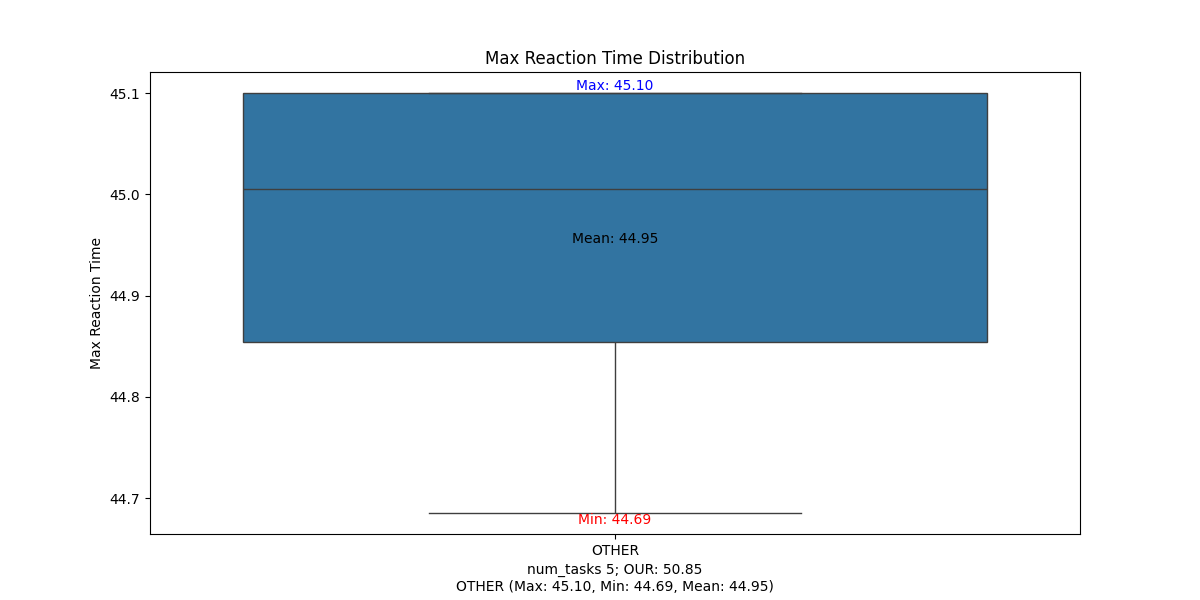 Max Reaction Time Distribution
Max: 45.10
45.1
45.0
Mean: 44.95
44.9
Max Reaction Time
44.8
44.7
Min: 44.69
OTHER
num_tasks 5; OUR: 50.85
OTHER (Max: 45.10, Min: 44.69, Mean: 44.95)